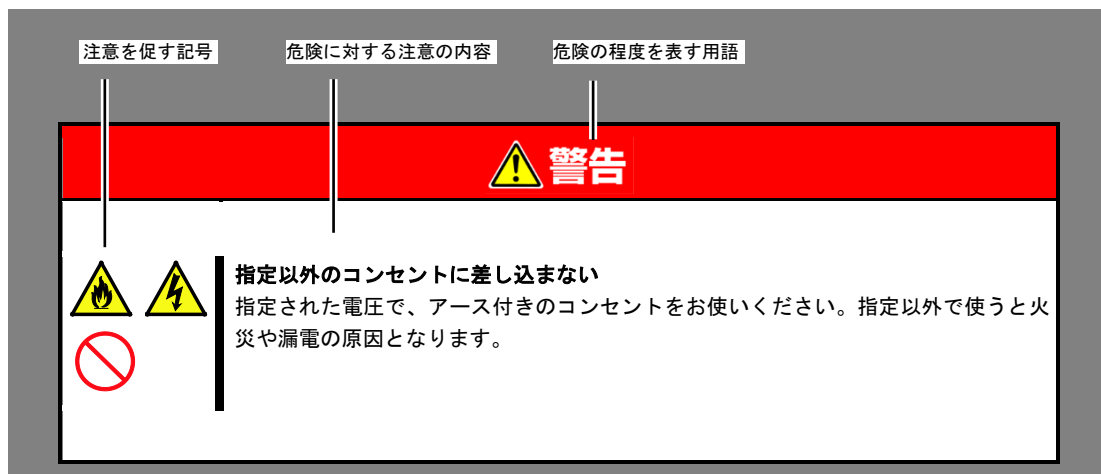 注意を促す記号
危険に対する注意の内容
危険の程度を表す用語
警告
指定以外のコンセントに差し込まない
指定された電圧で、アース付きのコンセントをお使いください。指定以外で使うと火
災や漏電の原因となります。